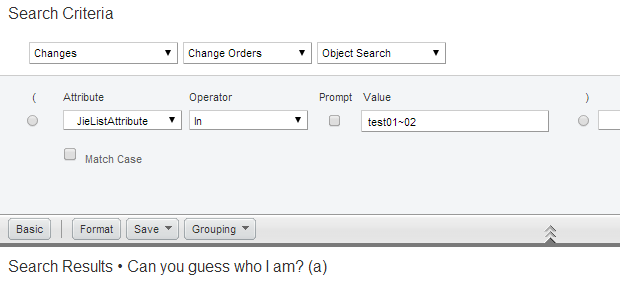 Search Criteria
Changes Change Orders Object Search
( Attribute Operator Prompt Value )
JieListAttribute In test01~02
Match Case
Basic Format Save Grouping
Search Results • Can you guess who I am? (a)